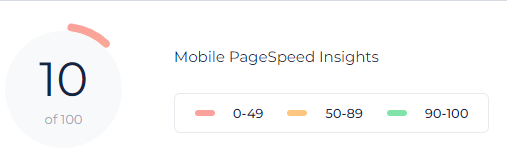 10
of 100
Mobile PageSpeed Insights
0-49 50-89 90-100